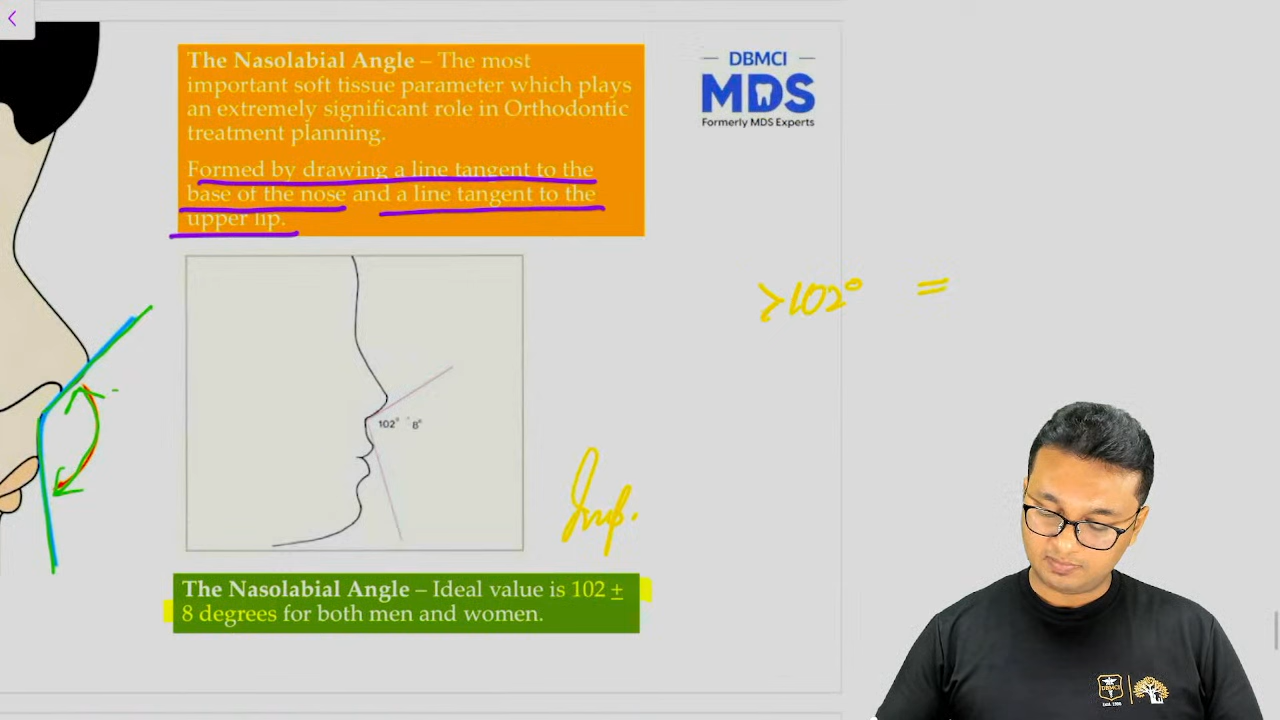 The Nasolabial Angle – The most
important soft tissue parameter which plays
an extremely significant role in Orthodontic
treatment planning.
Formed by drawing a line tangent to the
base of the nose and a line tangent to the
upper lip.
DBMCI
MDS
Formerly MDS Experts
>102° =
102° 8°
Imp.
The Nasolabial Angle – Ideal value is 102 ±
8 degrees for both men and women.
DBMCI